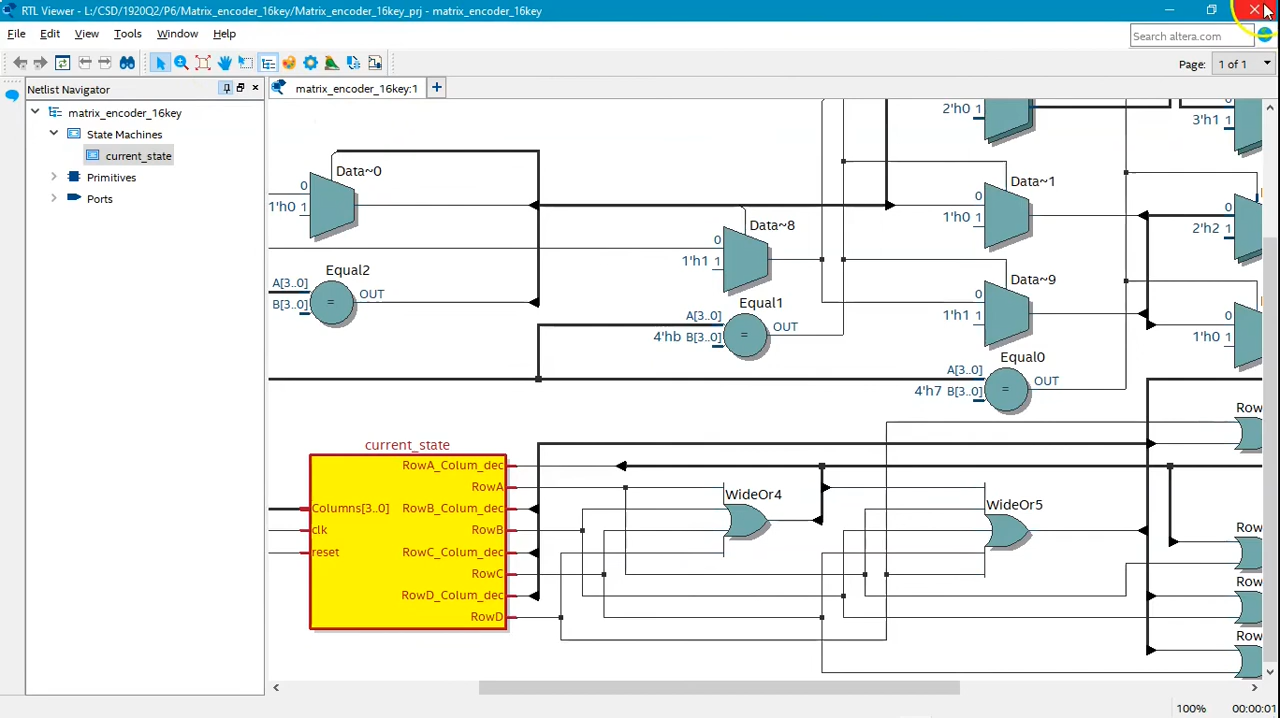 RTL Viewer - L:/CSD/1920Q2/P6/Matrix_encoder_16key/Matrix_encoder_16key_prj - matrix_encoder_16key
File Edit View Tools Window Help
Search altera.com
Page: 1 of 1
Netlist Navigator
matrix_encoder_16key:1
matrix_encoder_16key
State Machines
current_state
Primitives
Ports
2'h0 1
3'h1
Data~0
0
1'h0 1
Data~1
0
1'h0 1
0
2'h2 1
Data~8
0
1'h1 1
Equal2
A[3..0]
B[3..0]
=
OUT
Data~9
0
1'h1 1
0
1'h0 1
Equal1
A[3..0]
4'hb B[3..0]
=
OUT
Equal0
A[3..0]
4'h7 B[3..0]
=
OUT
Row
current_state
RowA_Colum_dec
RowA
Columns[3..0] RowB_Colum_dec
clk RowB
reset RowC_Colum_dec
RowC
RowD_Colum_dec
RowD
WideOr4
WideOr5
Row
Row
Row
100% 00:00:01